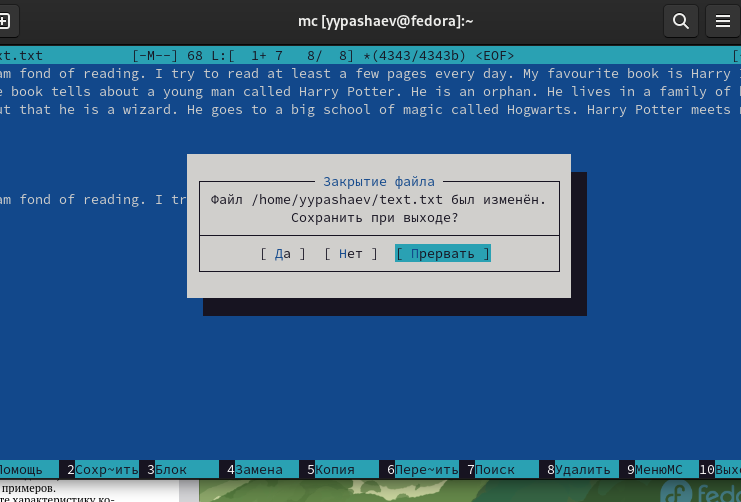 mc [yypashaev@fedora]:~
xt.txt [-M--] 68 L:[ 1+ 7 8/ 8] *(4343/4343b) <EOF> [
am fond of reading. I try to read at least a few pages every day. My favourite book is Harry
e book tells about a young man called Harry Potter. He is an orphan. He lives in a family of
ut that he is a wizard. He goes to a big school of magic called Hogwarts. Harry Potter meets
am fond of reading. I tr
Закрытие файла
Файл /home/yypashaev/text.txt был изменён.
Сохранить при выходе?
[ Да ] [ Нет ] [ Прервать ]
Помощь 2Сохр~ить 3Блок 4Замена 5Копия 6Пере~ить 7Поиск 8Удалить 9МенюМС 10Вых
примеров.
те характеристику ко-
fed